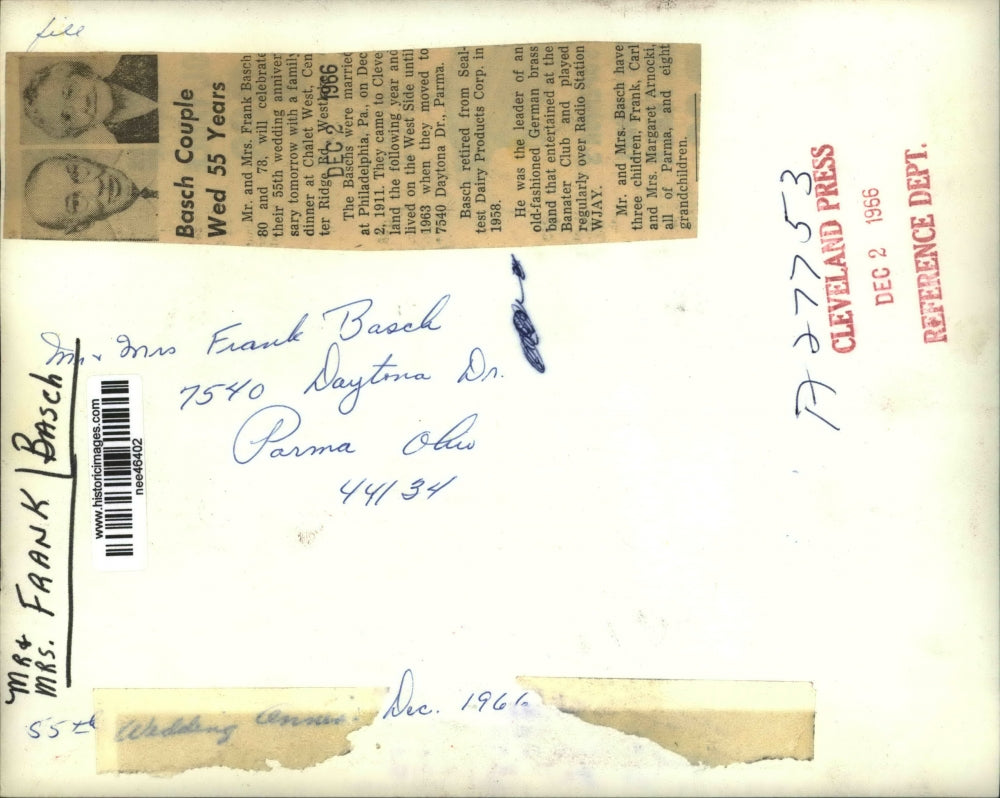 file
Basch Couple
Wed 55 Years
Mr. and Mrs. Frank Basch
80 and 73, will celebrate
their 55th wedding anniver
sary tomorrow with a family
dinner at Chalet West, Cen
ter Ridge Rd., Westlake.
DEC 2 1966
The Baschs were married
at Philadelphia, Pa., on Dec
2, 1911. They came to Cleve
land the following year and
lived on the West Side until
1963 when they moved to
7540 Daytona Dr., Parma.
Basch retired from Seal-
test Dairy Products Corp. in
1958.
He was the leader of an
old-fashioned German brass
band that entertained at the
Banater Club and played
regularly over Radio Station
WJAY.
Mr. and Mrs. Basch have
three children, Frank, Carl
and Mrs. Margaret Arnocki,
all of Parma, and eight
grandchildren.
Mr + Mrs Frank Basch
7540 Daytona Dr.
Parma Ohio
44134
A 27753
CLEVELAND PRESS
DEC 2 1966
REFERENCE DEPT.
MR &
MRS. FRANK BASCH
www.historicimages.com
nee46402
55th Wedding Anniv. Dec. 1966